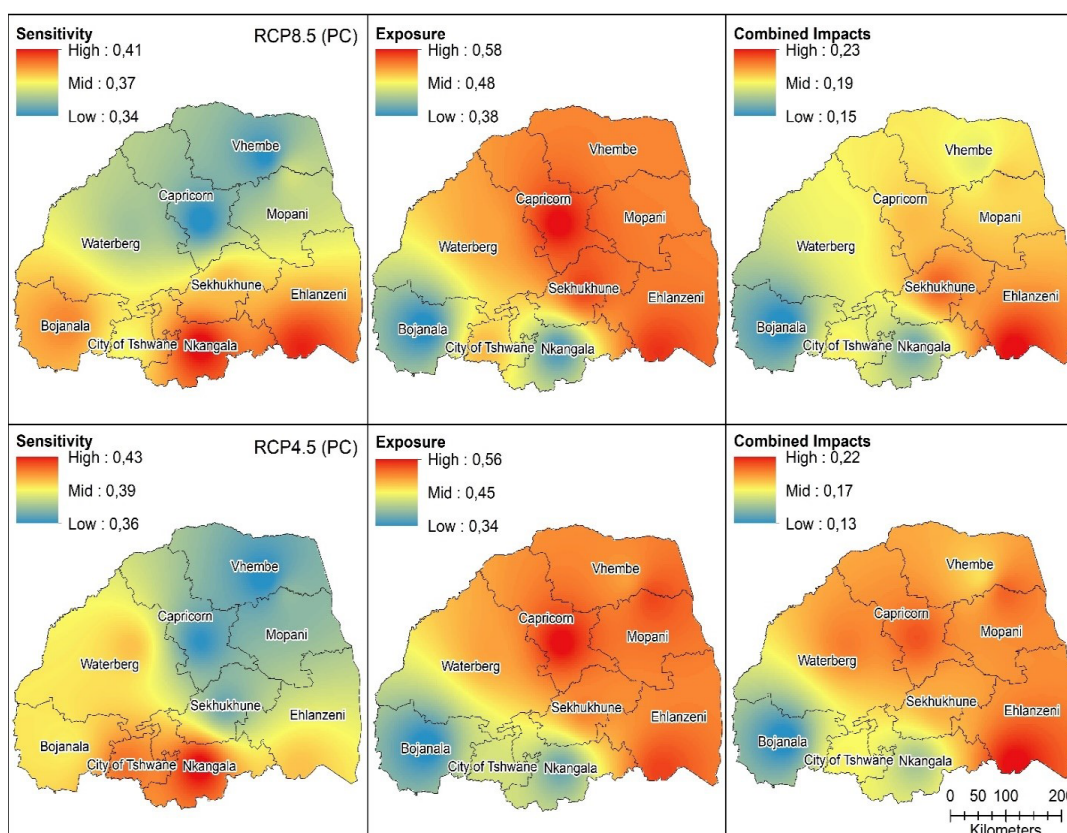 Sensitivity
RCP8.5 (PC)
High : 0,41
Mid : 0,37
Low : 0,34
Vhembe
Capricorn
Mopani
Waterberg
Sekhukhune
Ehlanzeni
Bojanala
City of Tshwane
Nkangala
Exposure
High : 0,58
Mid : 0,48
Low : 0,38
Vhembe
Capricorn
Mopani
Waterberg
Sekhukhune
Ehlanzeni
Bojanala
City of Tshwane
Nkangala
Combined Impacts
High : 0,23
Mid : 0,19
Low : 0,15
Vhembe
Capricorn
Mopani
Waterberg
Sekhukhune
Ehlanzeni
Bojanala
City of Tshwane
Nkangala
Sensitivity
RCP4.5 (PC)
High : 0,43
Mid : 0,39
Low : 0,36
Vhembe
Capricorn
Mopani
Waterberg
Sekhukhune
Ehlanzeni
Bojanala
City of Tshwane
Nkangala
Exposure
High : 0,56
Mid : 0,45
Low : 0,34
Vhembe
Capricorn
Mopani
Waterberg
Sekhukhune
Ehlanzeni
Bojanala
City of Tshwane
Nkangala
Combined Impacts
High : 0,22
Mid : 0,17
Low : 0,13
Vhembe
Capricorn
Mopani
Waterberg
Sekhukhune
Ehlanzeni
Bojanala
City of Tshwane
Nkangala
0 50 100
Kilometers